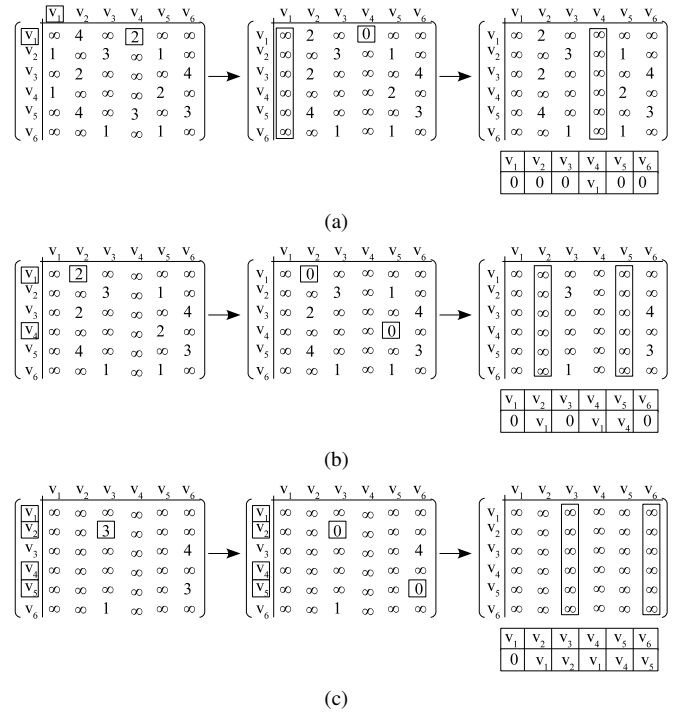 v1 v2 v3 v4 v5 v6 v1 v2 v3 v4 v5 v6 v1 v2 v3 v4 v5 v6
v1 ∞ 4 ∞ 2 ∞ ∞ v1 ∞ 2 ∞ 0 ∞ ∞ v1 ∞ 2 ∞ ∞ ∞ ∞
v2 1 ∞ 3 ∞ 1 ∞ v2 ∞ ∞ 3 ∞ 1 ∞ v2 ∞ ∞ 3 ∞ 1 ∞
v3 ∞ 2 ∞ ∞ ∞ 4 v3 ∞ 2 ∞ ∞ ∞ 4 v3 ∞ 2 ∞ ∞ ∞ 4
v4 1 ∞ ∞ ∞ 2 ∞ v4 ∞ ∞ ∞ ∞ 2 ∞ v4 ∞ ∞ ∞ ∞ 2 ∞
v5 ∞ 4 ∞ 3 ∞ 3 v5 ∞ 4 ∞ ∞ ∞ 3 v5 ∞ 4 ∞ ∞ ∞ 3
v6 ∞ ∞ 1 ∞ 1 ∞ v6 ∞ ∞ 1 ∞ 1 ∞ v6 ∞ ∞ 1 ∞ 1 ∞
v1 v2 v3 v4 v5 v6
0 0 0 v1 0 0
(a)
v1 v2 v3 v4 v5 v6 v1 v2 v3 v4 v5 v6 v1 v2 v3 v4 v5 v6
v1 ∞ 2 ∞ ∞ ∞ ∞ v1 ∞ 0 ∞ ∞ ∞ ∞ v1 ∞ ∞ ∞ ∞ ∞ ∞
v2 ∞ ∞ 3 ∞ 1 ∞ v2 ∞ ∞ 3 ∞ 1 ∞ v2 ∞ ∞ 3 ∞ ∞ ∞
v3 ∞ 2 ∞ ∞ ∞ 4 v3 ∞ 2 ∞ ∞ ∞ 4 v3 ∞ ∞ ∞ ∞ ∞ 4
v4 ∞ ∞ ∞ ∞ 2 ∞ v4 ∞ ∞ ∞ ∞ 0 ∞ v4 ∞ ∞ ∞ ∞ ∞ ∞
v5 ∞ 4 ∞ ∞ ∞ 3 v5 ∞ 4 ∞ ∞ ∞ 3 v5 ∞ ∞ ∞ ∞ ∞ 3
v6 ∞ ∞ 1 ∞ 1 ∞ v6 ∞ ∞ 1 ∞ 1 ∞ v6 ∞ ∞ 1 ∞ ∞ ∞
v1 v2 v3 v4 v5 v6
0 v1 0 v1 v4 0
(b)
v1 v2 v3 v4 v5 v6 v1 v2 v3 v4 v5 v6 v1 v2 v3 v4 v5 v6
v1 ∞ ∞ ∞ ∞ ∞ ∞ v1 ∞ ∞ ∞ ∞ ∞ ∞ v1 ∞ ∞ ∞ ∞ ∞ ∞
v2 ∞ ∞ 3 ∞ ∞ ∞ v2 ∞ ∞ 0 ∞ ∞ ∞ v2 ∞ ∞ ∞ ∞ ∞ ∞
v3 ∞ ∞ ∞ ∞ ∞ 4 v3 ∞ ∞ ∞ ∞ ∞ 4 v3 ∞ ∞ ∞ ∞ ∞ ∞
v4 ∞ ∞ ∞ ∞ ∞ ∞ v4 ∞ ∞ ∞ ∞ ∞ ∞ v4 ∞ ∞ ∞ ∞ ∞ ∞
v5 ∞ ∞ ∞ ∞ ∞ 3 v5 ∞ ∞ ∞ ∞ ∞ 0 v5 ∞ ∞ ∞ ∞ ∞ ∞
v6 ∞ ∞ 1 ∞ ∞ ∞ v6 ∞ ∞ 1 ∞ ∞ ∞ v6 ∞ ∞ ∞ ∞ ∞ ∞
v1 v2 v3 v4 v5 v6
0 v1 v2 v1 v4 v5
(c)